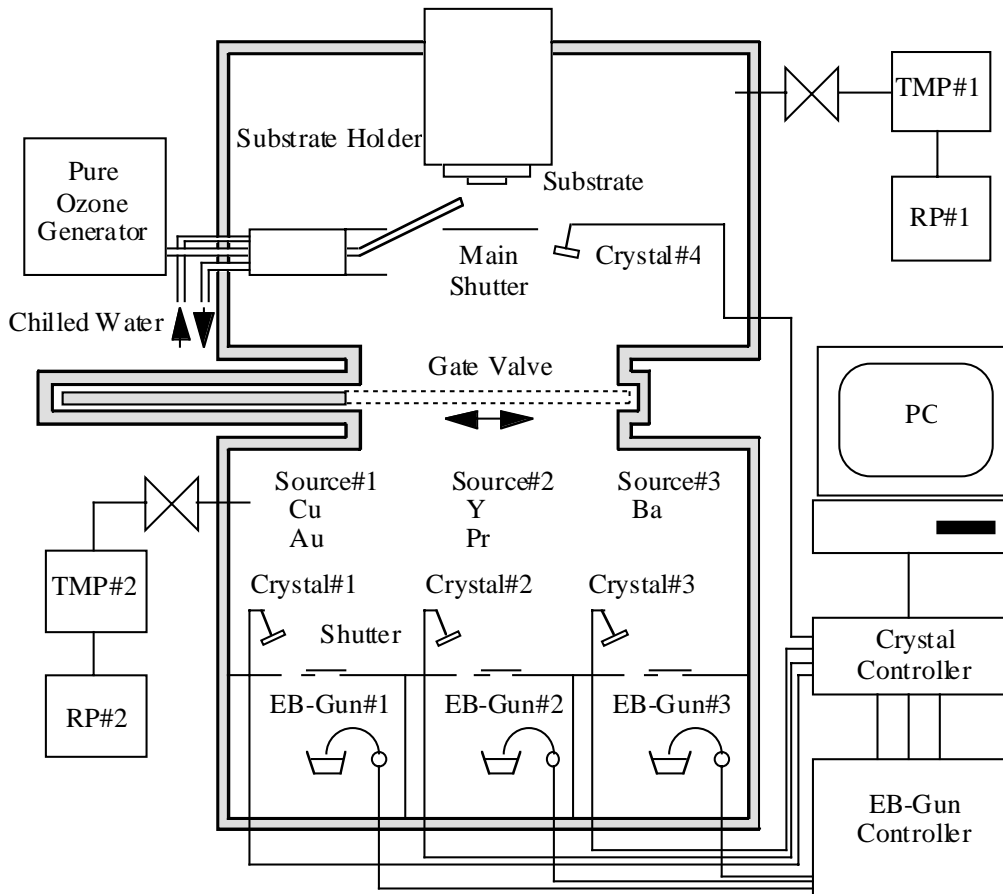 TMP#1
Substrate Holder
Pure
Ozone
Generator
Substrate
RP#1
Main
Shutter
Crystal#4
Chilled Water
Gate Valve
PC
Source#1
Cu
Au
Source#2
Y
Pr
Source#3
Ba
TMP#2
Crystal#1
Crystal#2
Crystal#3
Shutter
Crystal
Controller
RP#2
EB-Gun#1
EB-Gun#2
EB-Gun#3
EB-Gun
Controller